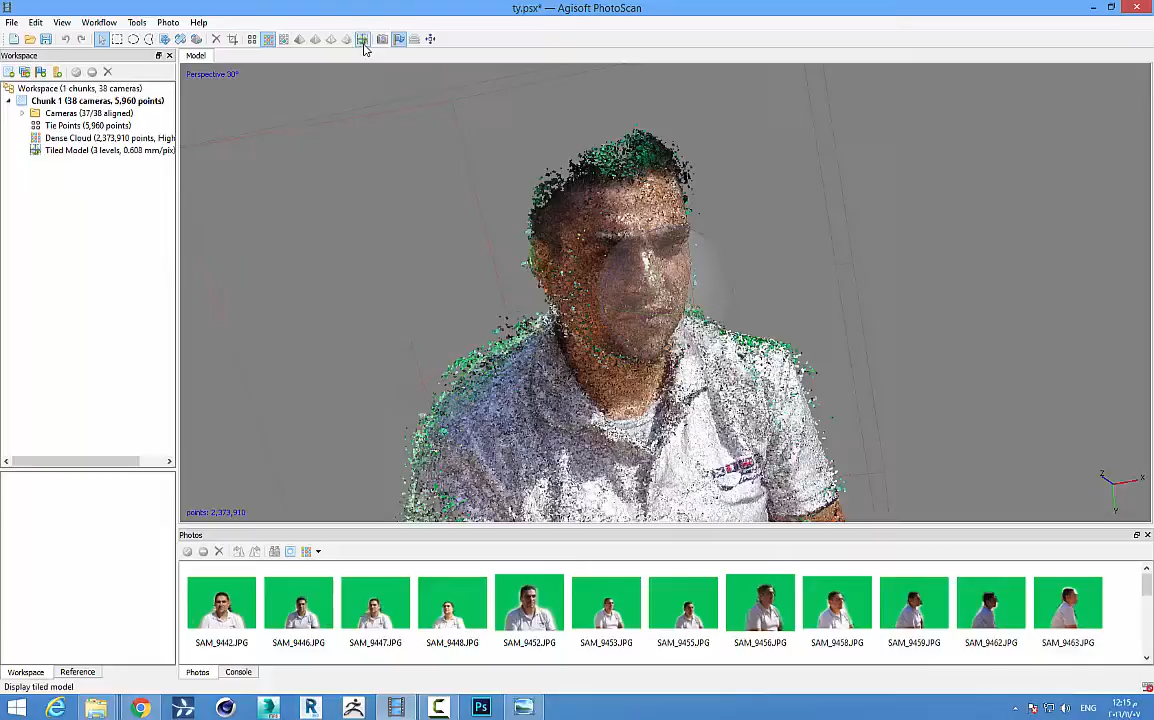 ty.psx* — Agisoft PhotoScan
File Edit View Workflow Tools Photo Help
Workspace
Model
Perspective 30°
Workspace (1 chunks, 38 cameras)
Chunk 1 (38 cameras, 5,960 points)
Cameras (37/38 aligned)
Tie Points (5,960 points)
Dense Cloud (2,373,910 points, High
Tiled Model (3 levels, 0.608 mm/pix
Z X
Y
points: 2,373,910
Photos
SAM_9442.JPG SAM_9446.JPG SAM_9447.JPG SAM_9448.JPG SAM_9452.JPG SAM_9453.JPG SAM_9455.JPG SAM_9456.JPG SAM_9458.JPG SAM_9459.JPG SAM_9462.JPG SAM_9463.JPG
Workspace Reference Photos Console
Display tiled model
ENG
12:15 م